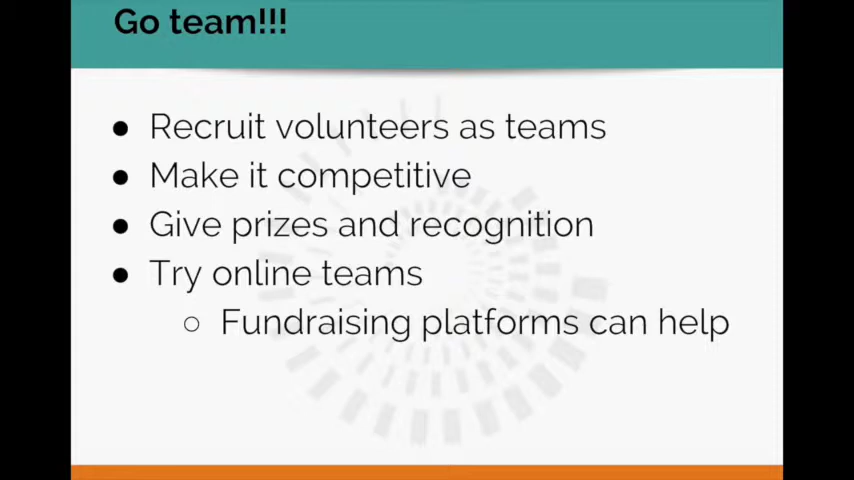 Go team!!!
● Recruit volunteers as teams
● Make it competitive
● Give prizes and recognition
● Try online teams
○ Fundraising platforms can help